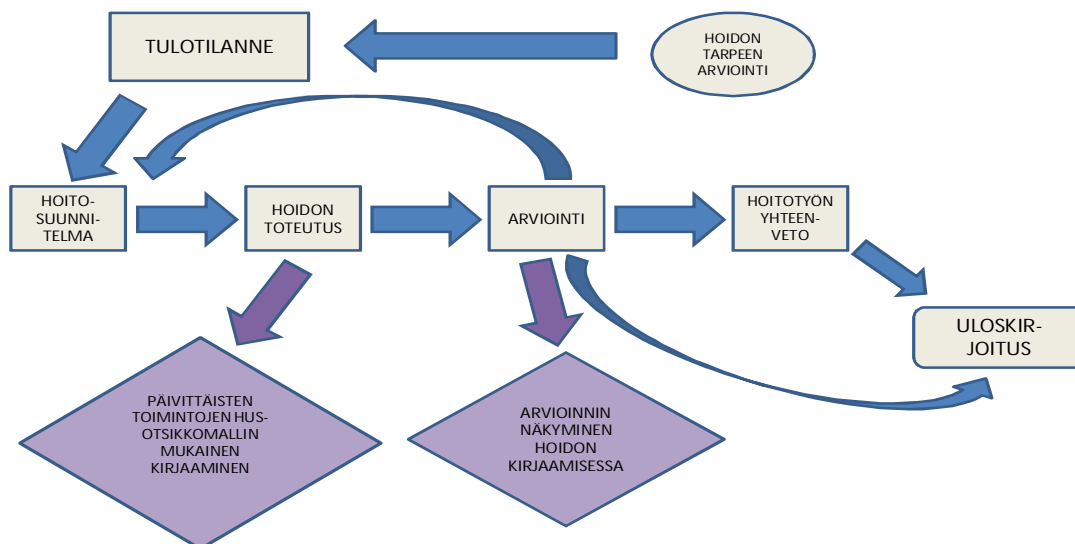 TULOTILANNE
HOIDON
TARPEEN
ARVIOINTI
HOITO-
SUUNNI-
TELMA
HOIDON
TOTEUTUS
ARVIOINTI
HOITOTYÖN
YHTEEN-
VETO
ULOSKIR-
JOITUS
PÄIVITTÄISTEN
TOIMINTOJEN HUS-
OTSIKKOMALLIN
MUKAINEN
KIRJAAMINEN
ARVIOINNIN
NÄKYMINEN
HOIDON
KIRJAAMISESSA